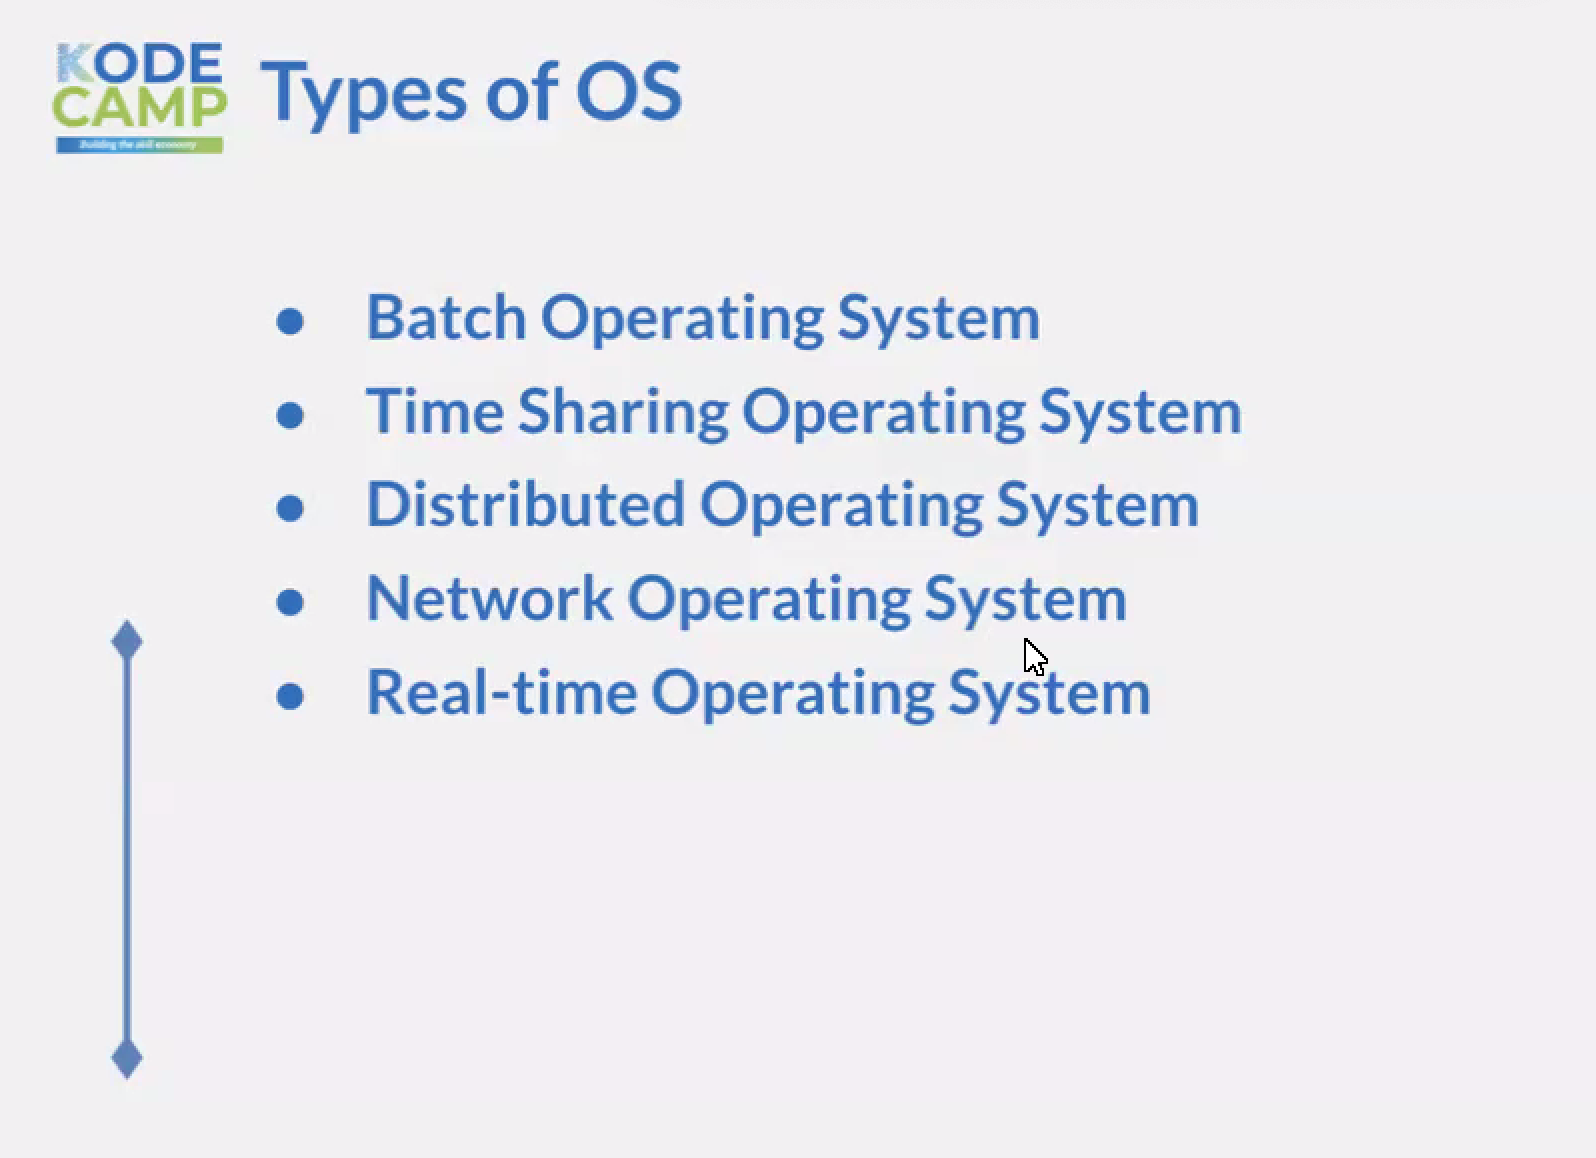 KODE
CAMP
Building the skill economy
Types of OS
● Batch Operating System
● Time Sharing Operating System
● Distributed Operating System
● Network Operating System
● Real-time Operating System